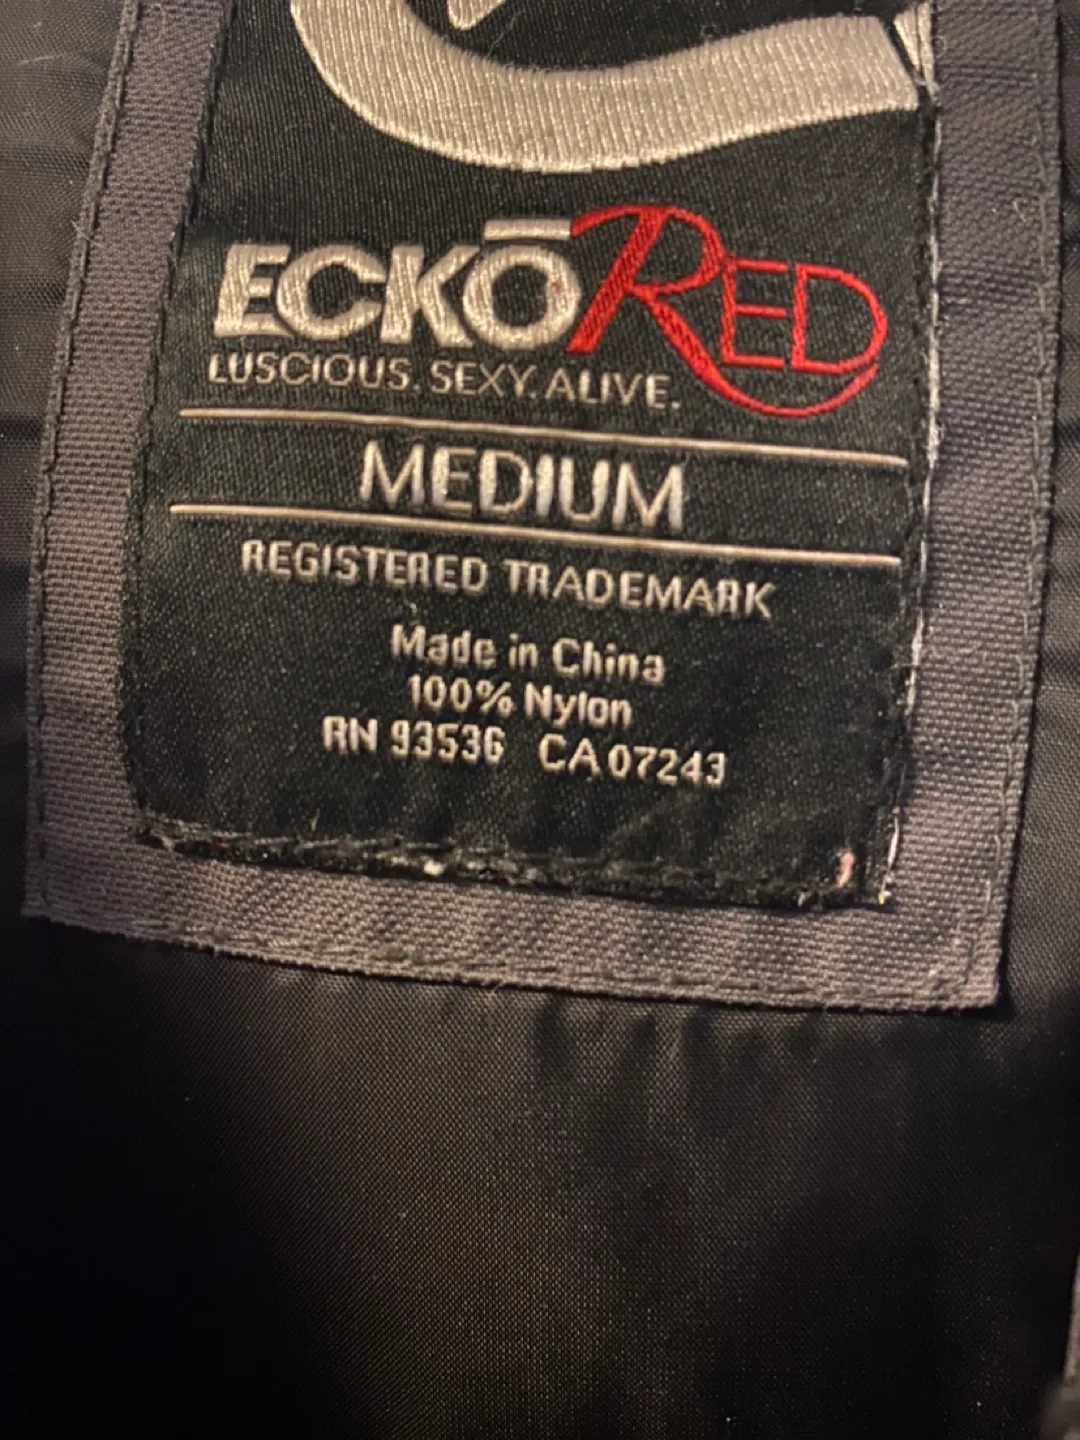 ECKŌ RED
LUSCIOUS. SEXY. ALIVE.
MEDIUM
REGISTERED TRADEMARK
Made in China
100% Nylon
RN 93536 CA 07243